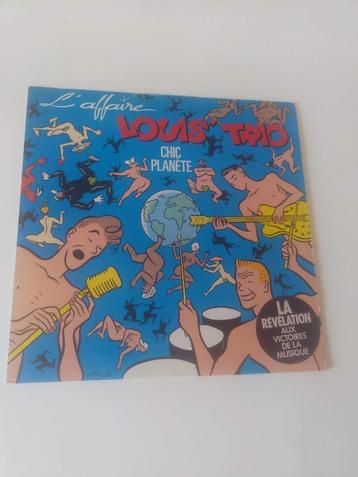 L'affaire
LOUIS' TRIO
CHIC
PLANÈTE
LA
RÉVÉLATION
AUX
VICTOIRES
DE LA
MUSIQUE